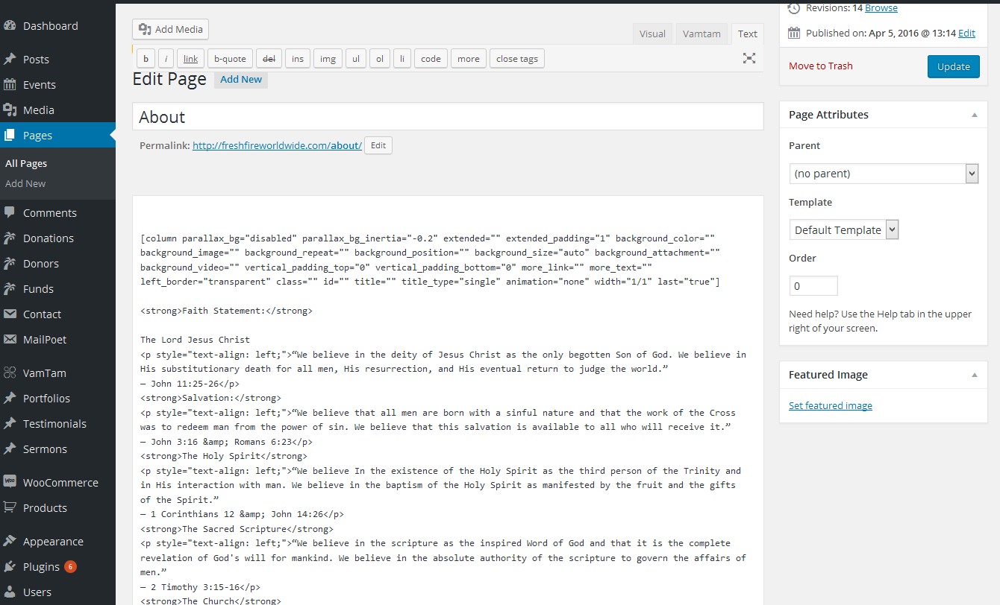 Dashboard
Posts
Events
Media
Pages
All Pages
Add New
Comments
Donations
Donors
Funds
Contact
MailPoet
VamTam
Portfolios
Testimonials
Sermons
WooCommerce
Products
Appearance
Plugins 6
Users
Add Media
Visual Vamtam Text
b i link b-quote del ins img ul ol li code more close tags
Edit Page Add New
About
Permalink: http://freshfireworldwide.com/about/ Edit
[column parallax_bg="disabled" parallax_bg_inertia="-0.2" extended="" extended_padding="1" background_color=""
background_image="" background_repeat="" background_position="" background_size="auto" background_attachment=""
background_video="" vertical_padding_top="0" vertical_padding_bottom="0" more_link="" more_text=""
left_border="transparent" class="" id="" title="" title_type="single" animation="none" width="1/1" last="true"]
<strong>Faith Statement:</strong>
The Lord Jesus Christ
<p style="text-align: left;">“We believe in the deity of Jesus Christ as the only begotten Son of God. We believe in
His substitutionary death for all men, His resurrection, and His eventual return to judge the world.”
– John 11:25-26</p>
<strong>Salvation:</strong>
<p style="text-align: left;">“We believe that all men are born with a sinful nature and that the work of the Cross
was to redeem man from the power of sin. We believe that this salvation is available to all who will receive it.”
– John 3:16 &amp; Romans 6:23</p>
<strong>The Holy Spirit</strong>
<p style="text-align: left;">“We believe In the existence of the Holy Spirit as the third person of the Trinity and
in His interaction with man. We believe in the baptism of the Holy Spirit as manifested by the fruit and the gifts
of the Spirit.”
– 1 Corinthians 12 &amp; John 14:26</p>
<strong>The Sacred Scripture</strong>
<p style="text-align: left;">“We believe in the scripture as the inspired Word of God and that it is the complete
revelation of God's will for mankind. We believe in the absolute authority of the scripture to govern the affairs of
men.”
– 2 Timothy 3:15-16</p>
<strong>The Church</strong>
Revisions: 14 Browse
Published on: Apr 5, 2016 @ 13:14 Edit
Move to Trash Update
Page Attributes
Parent
(no parent)
Template
Default Template
Order
0
Need help? Use the Help tab in the upper
right of your screen.
Featured Image
Set featured image